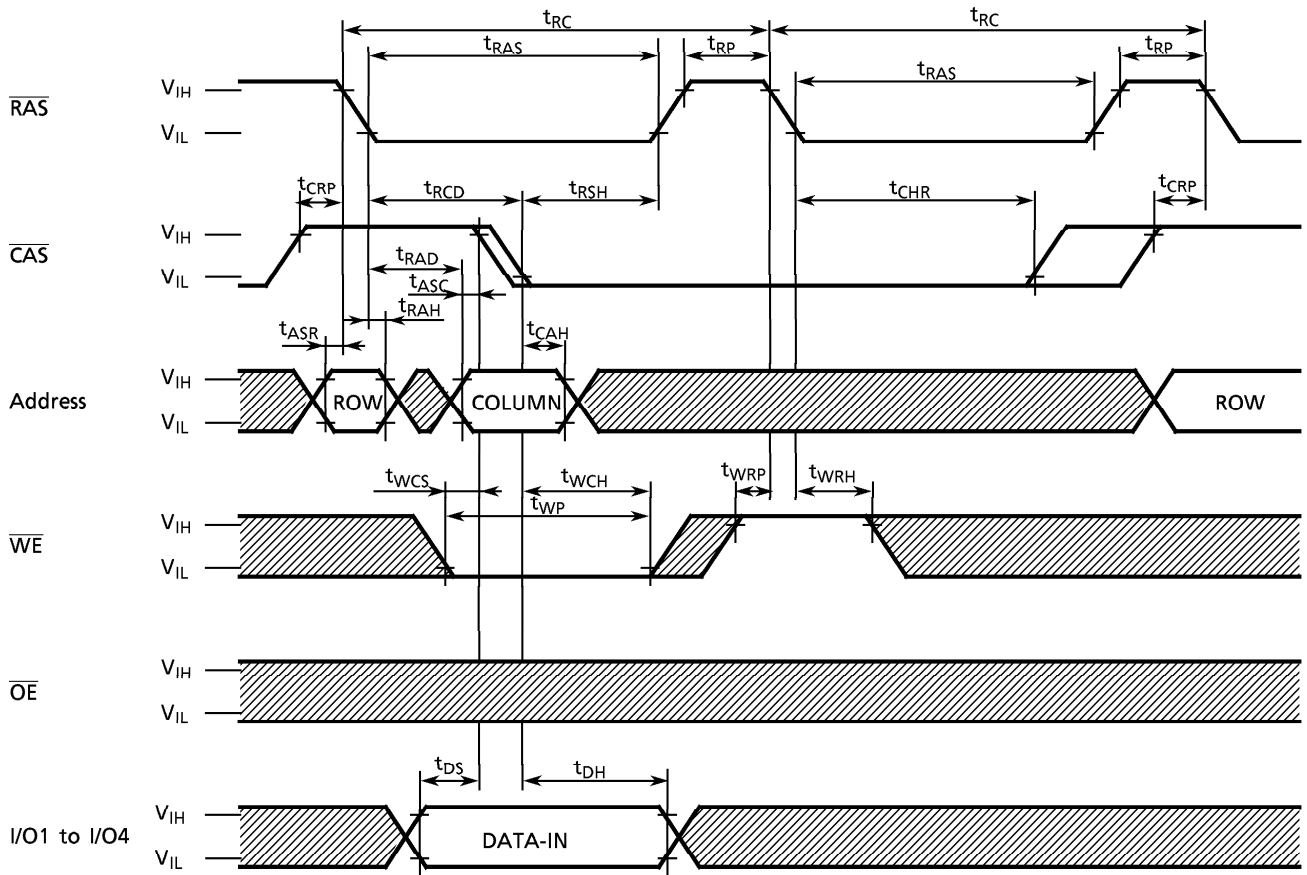 tRC tRC
tRAS tRP tRAS tRP
RAS VIH
VIL
tCRP tRCD tRSH tCHR tCRP
CAS VIH
VIL
tRAD
tASC
tRAH
tASR tCAH
Address VIH
VIL
ROW COLUMN ROW
tWCS tWCH tWRP tWRH
tWP
WE VIH
VIL
OE VIH
VIL
tDS tDH
I/O1 to I/O4 VIH
VIL
DATA-IN